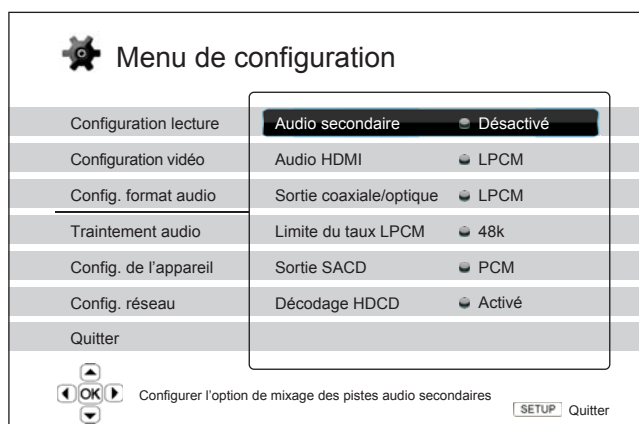 Menu de configuration
Configuration lecture
Audio secondaire Désactivé
Configuration vidéo
Audio HDMI LPCM
Config. format audio
Sortie coaxiale/optique LPCM
Traintement audio
Limite du taux LPCM 48k
Config. de l'appareil
Sortie SACD PCM
Config. réseau
Décodage HDCD Activé
Quitter
OK
Configurer l'option de mixage des pistes audio secondaires
SETUP Quitter